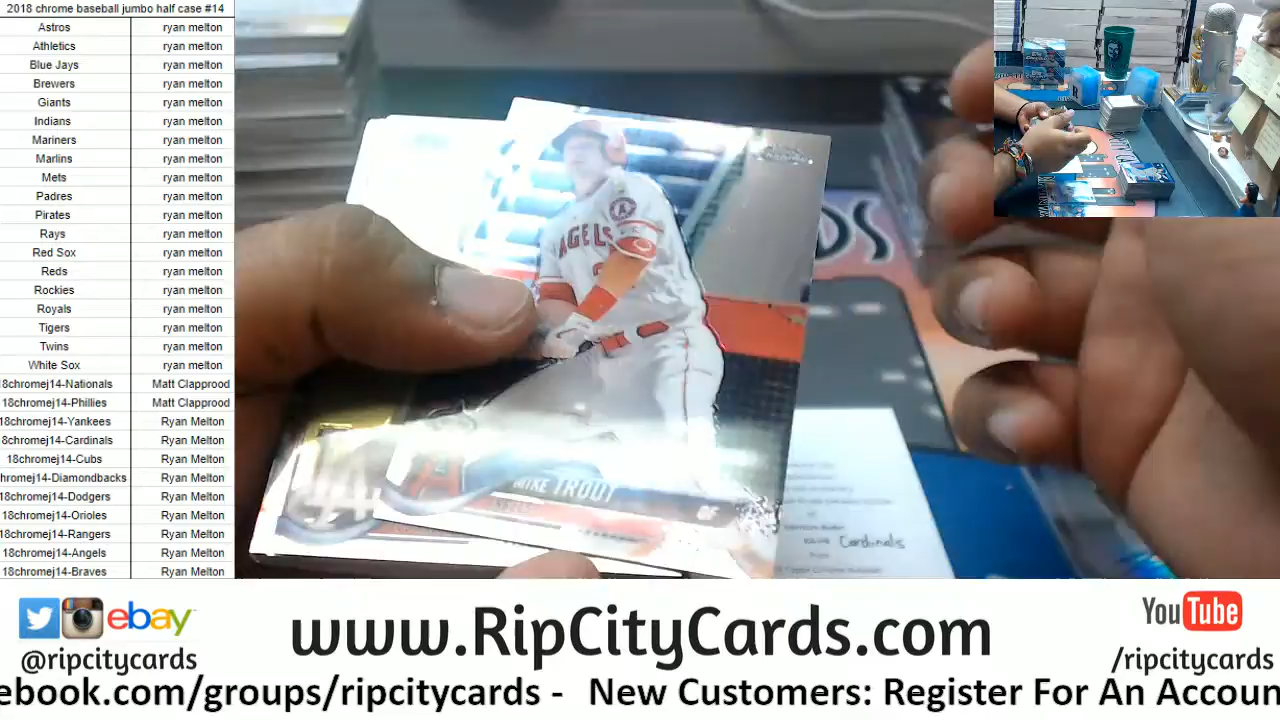 2018 chrome baseball jumbo half case #14
Astros ryan melton
Athletics ryan melton
Blue Jays ryan melton
Brewers ryan melton
Giants ryan melton
Indians ryan melton
Mariners ryan melton
Marlins ryan melton
Mets ryan melton
Padres ryan melton
Pirates ryan melton
Rays ryan melton
Red Sox ryan melton
Reds ryan melton
Rockies ryan melton
Royals ryan melton
Tigers ryan melton
Twins ryan melton
White Sox ryan melton
18chromej14-Nationals Matt Clapprood
18chromej14-Phillies Matt Clapprood
18chromej14-Yankees Ryan Melton
8chromej14-Cardinals Ryan Melton
18chromej14-Cubs Ryan Melton
hromej14-Diamondbacks Ryan Melton
18chromej14-Dodgers Ryan Melton
18chromej14-Orioles Ryan Melton
18chromej14-Rangers Ryan Melton
18chromej14-Angels Ryan Melton
18chromej14-Braves Ryan Melton
ANGELS
MIKE TROUT
OF
DS
Cardinals
ebay
@ripcitycards
www.RipCityCards.com
YouTube
/ripcitycards
ebook.com/groups/ripcitycards - New Customers: Register For An Accoun